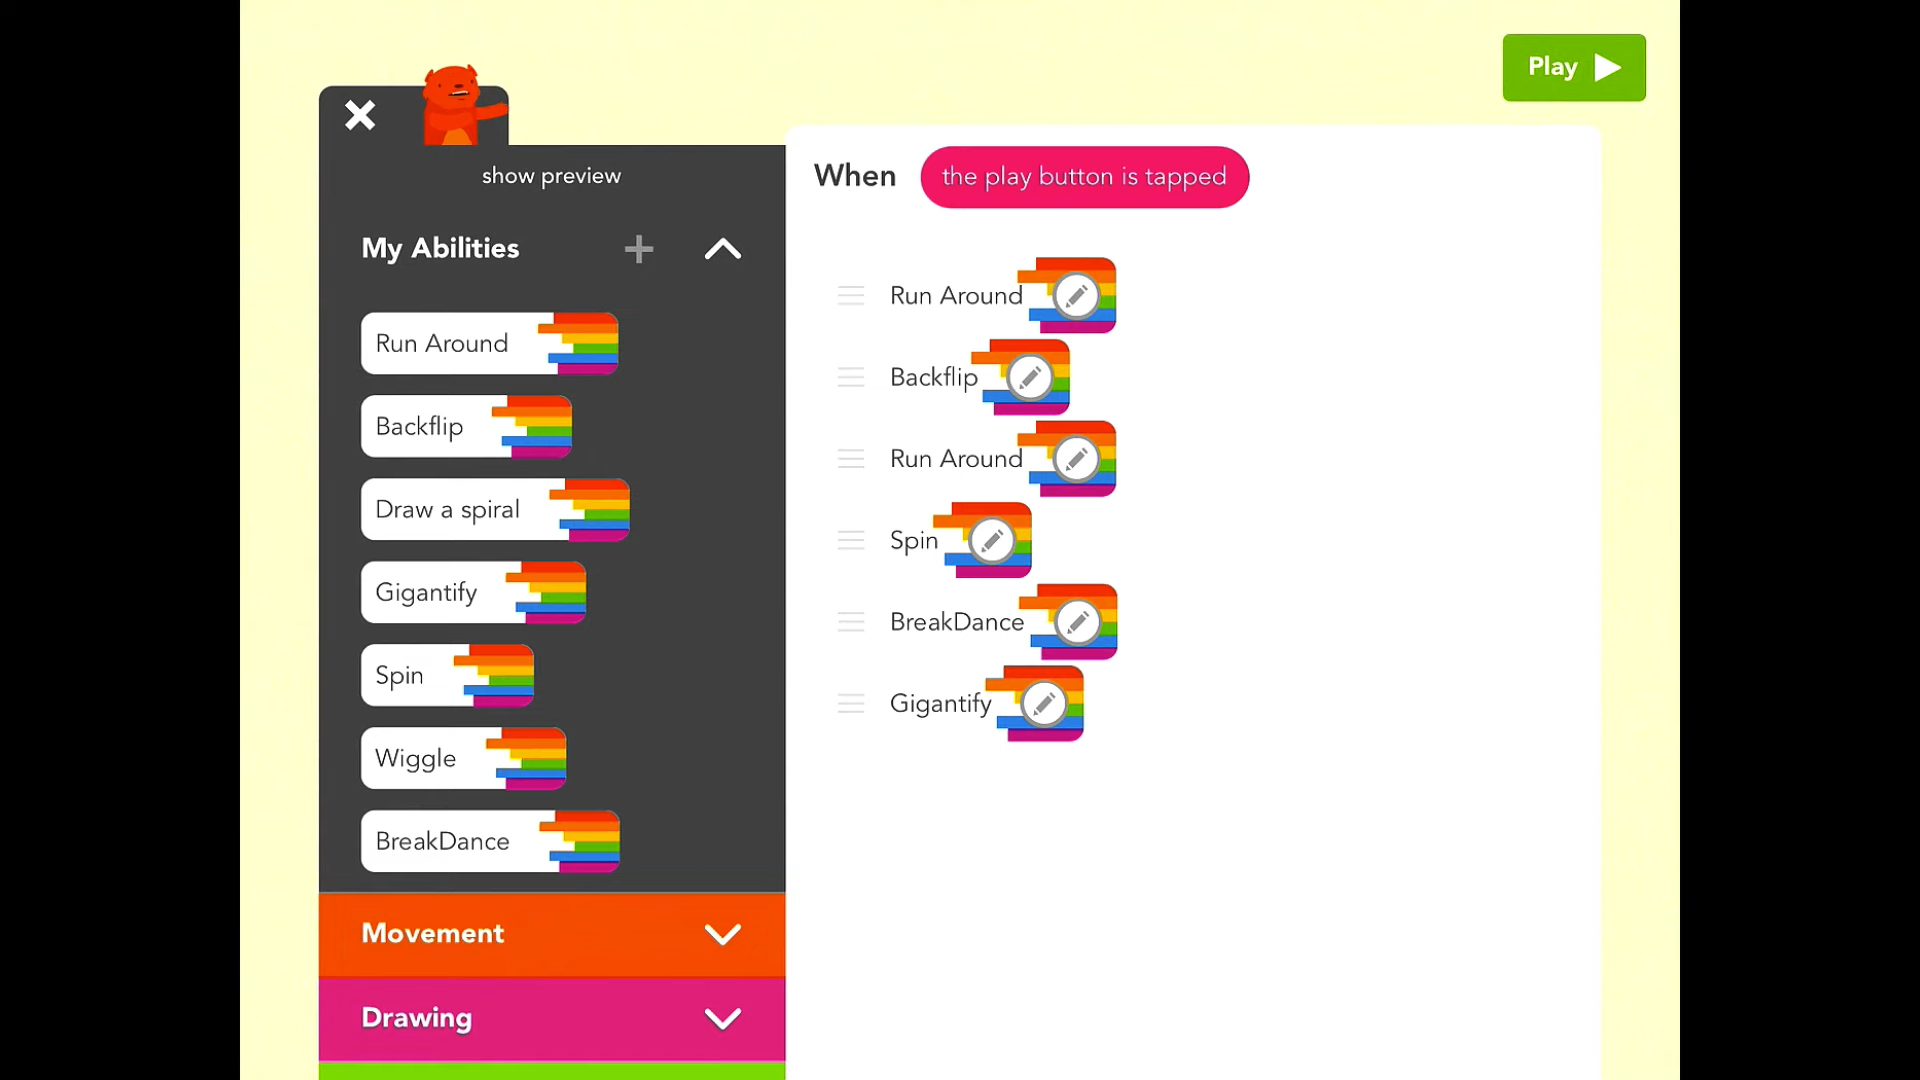 Play
show preview
My Abilities
Run Around
Backflip
Draw a spiral
Gigantify
Spin
Wiggle
BreakDance
Movement
Drawing
When the play button is tapped
Run Around
Backflip
Run Around
Spin
BreakDance
Gigantify